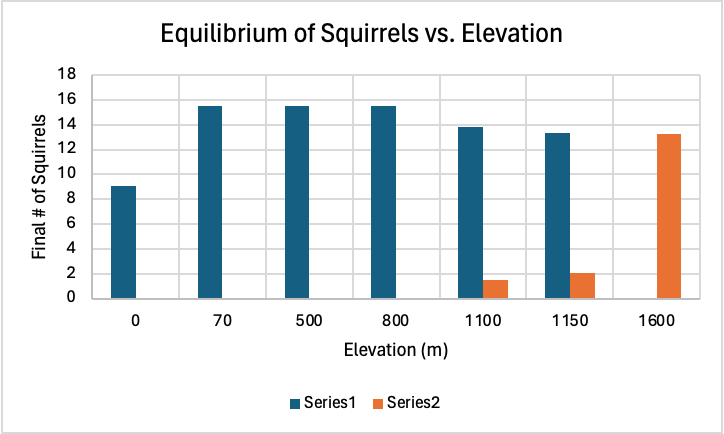 Equilibrium of Squirrels vs. Elevation
18
16
14
12
10
8
6
4
2
0
Final # of Squirrels
0 70 500 800 1100 1150 1600
Elevation (m)
Series1 Series2